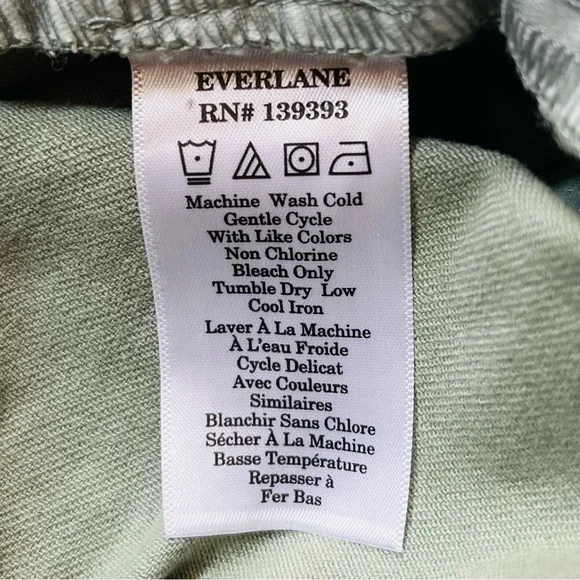 EVERLANE
RN# 139393
Machine Wash Cold
Gentle Cycle
With Like Colors
Non Chlorine
Bleach Only
Tumble Dry Low
Cool Iron
Laver À La Machine
À L'eau Froide
Cycle Delicat
Avec Couleurs
Similaires
Blanchir Sans Chlore
Sécher À La Machine
Basse Température
Repasser à
Fer Bas